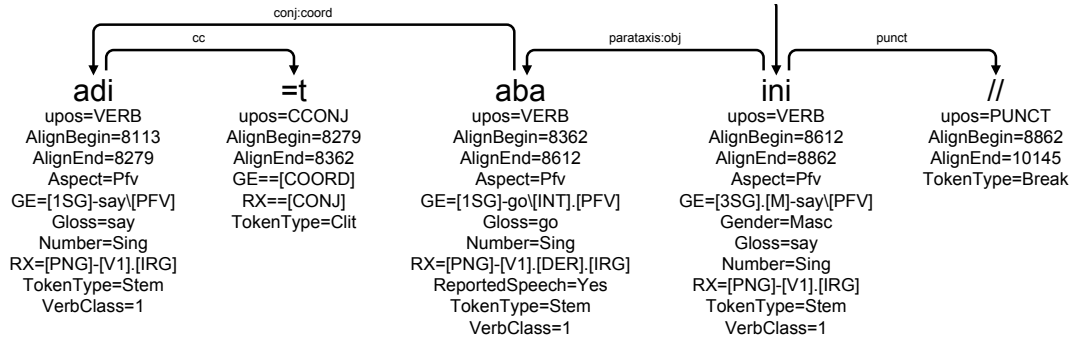 conj:coord
cc
parataxis:obj
punct
adi
upos=VERB
AlignBegin=8113
AlignEnd=8279
Aspect=Pfv
GE=[1SG]-say\[PFV]
Gloss=say
Number=Sing
RX=[PNG]-[V1].[IRG]
TokenType=Stem
VerbClass=1
=t
upos=CCONJ
AlignBegin=8279
AlignEnd=8362
GE==[COORD]
RX==[CONJ]
TokenType=Clit
aba
upos=VERB
AlignBegin=8362
AlignEnd=8612
Aspect=Pfv
GE=[1SG]-go\[INT].[PFV]
Gloss=go
Number=Sing
RX=[PNG]-[V1].[DER].[IRG]
ReportedSpeech=Yes
TokenType=Stem
VerbClass=1
ini
upos=VERB
AlignBegin=8612
AlignEnd=8862
Aspect=Pfv
GE=[3SG].[M]-say\[PFV]
Gender=Masc
Gloss=say
Number=Sing
RX=[PNG]-[V1].[IRG]
TokenType=Stem
VerbClass=1
//
upos=PUNCT
AlignBegin=8862
AlignEnd=10145
TokenType=Break